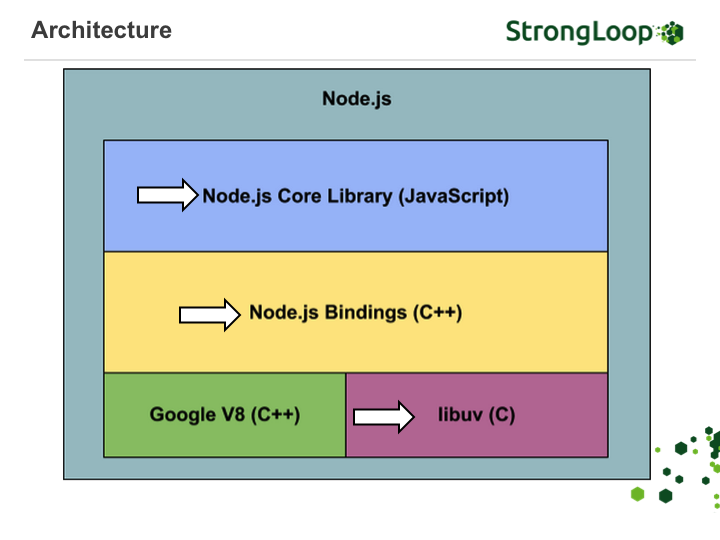 Architecture
StrongLoop
Node.js
Node.js Core Library (JavaScript)
Node.js Bindings (C++)
Google V8 (C++)
libuv (C)